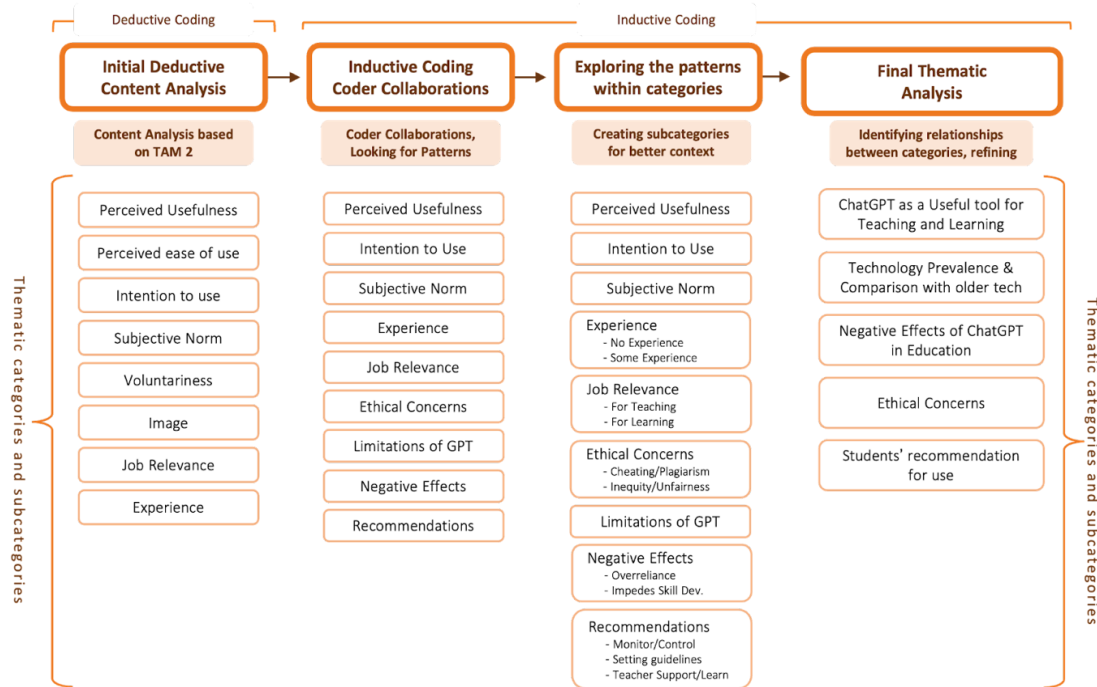 Deductive Coding
Inductive Coding
Initial Deductive
Content Analysis
Inductive Coding
Coder Collaborations
Exploring the patterns
within categories
Final Thematic
Analysis
Content Analysis based
on TAM 2
Coder Collaborations,
Looking for Patterns
Creating subcategories
for better context
Identifying relationships
between categories, refining
Thematic categories and subcategories
Perceived Usefulness
Perceived ease of use
Intention to use
Subjective Norm
Voluntariness
Image
Job Relevance
Experience
Perceived Usefulness
Intention to Use
Subjective Norm
Experience
Job Relevance
Ethical Concerns
Limitations of GPT
Negative Effects
Recommendations
Perceived Usefulness
Intention to Use
Subjective Norm
Experience
- No Experience
- Some Experience
Job Relevance
- For Teaching
- For Learning
Ethical Concerns
- Cheating/Plagiarism
- Inequity/Unfairness
Limitations of GPT
Negative Effects
- Overreliance
- Impedes Skill Dev.
Recommendations
- Monitor/Control
- Setting guidelines
- Teacher Support/Learn
ChatGPT as a Useful tool for
Teaching and Learning
Technology Prevalence &
Comparison with older tech
Negative Effects of ChatGPT
in Education
Ethical Concerns
Students' recommendation
for use
Thematic categories and subcategories